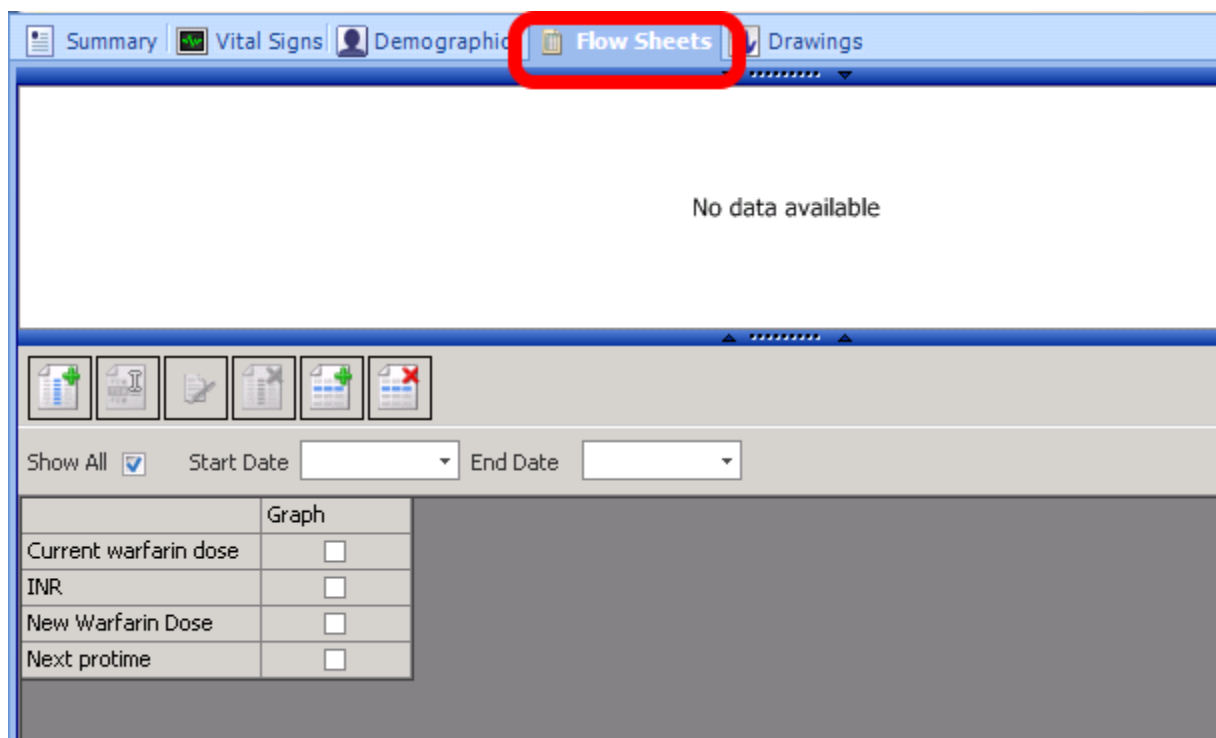 Summary Vital Signs Demographic Flow Sheets Drawings
No data available
Show All Start Date End Date
Graph
Current warfarin dose
INR
New Warfarin Dose
Next protime